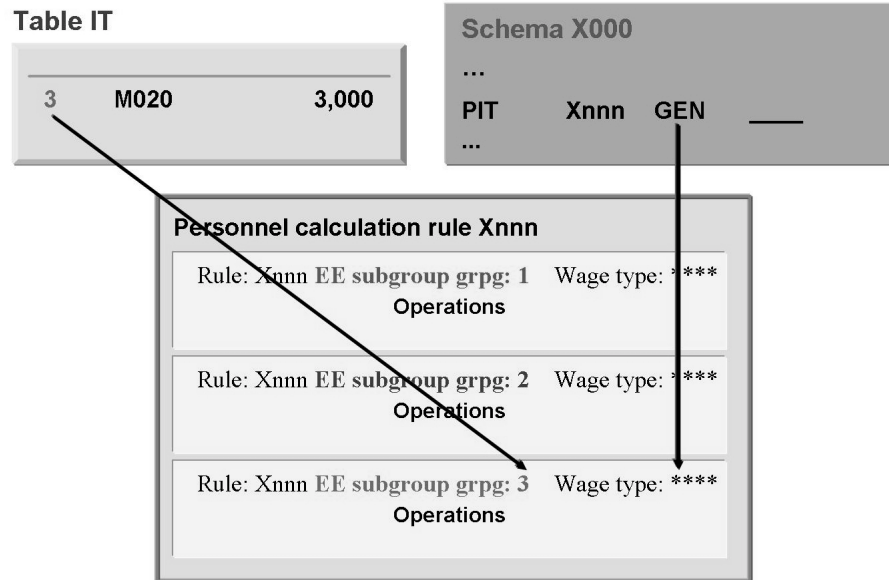 Table IT
3 M020 3,000
Schema X000
...
PIT Xnnn GEN ____
...
Personnel calculation rule Xnnn
Rule: Xnnn EE subgroup grpg: 1 Wage type: ****
Operations
Rule: Xnnn EE subgroup grpg: 2 Wage type: ****
Operations
Rule: Xnnn EE subgroup grpg: 3 Wage type: ****
Operations